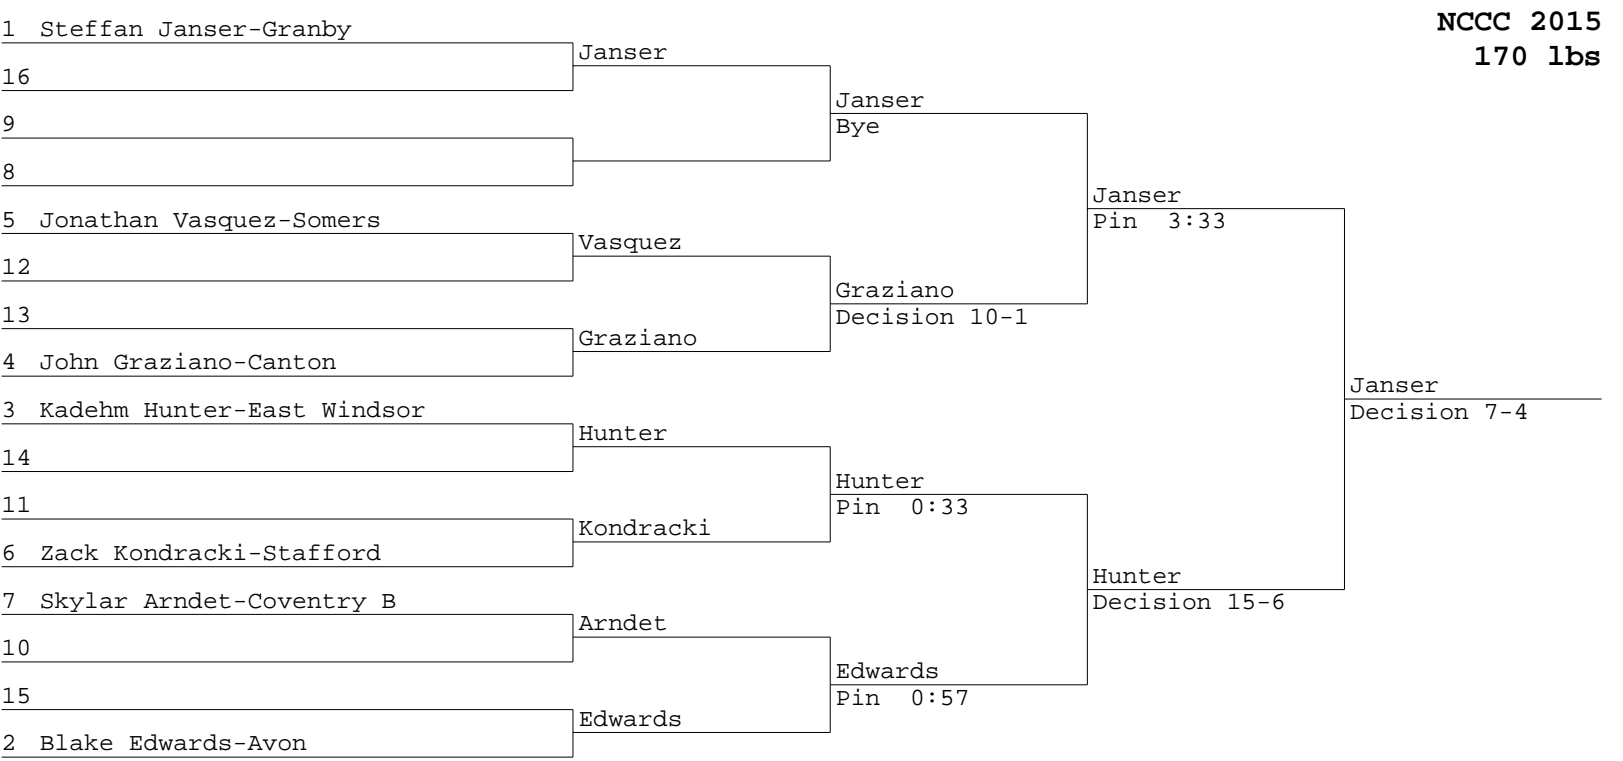 NCCC 2015
170 lbs
1 Steffan Janser-Granby
Janser
16
Janser
Bye
9
8
Janser
Pin 3:33
5 Jonathan Vasquez-Somers
Vasquez
12
Graziano
Decision 10-1
13
Graziano
4 John Graziano-Canton
Janser
Decision 7-4
3 Kadehm Hunter-East Windsor
Hunter
14
Hunter
Pin 0:33
11
Kondracki
6 Zack Kondracki-Stafford
Hunter
Decision 15-6
7 Skylar Arndet-Coventry B
Arndet
10
Edwards
Pin 0:57
15
Edwards
2 Blake Edwards-Avon